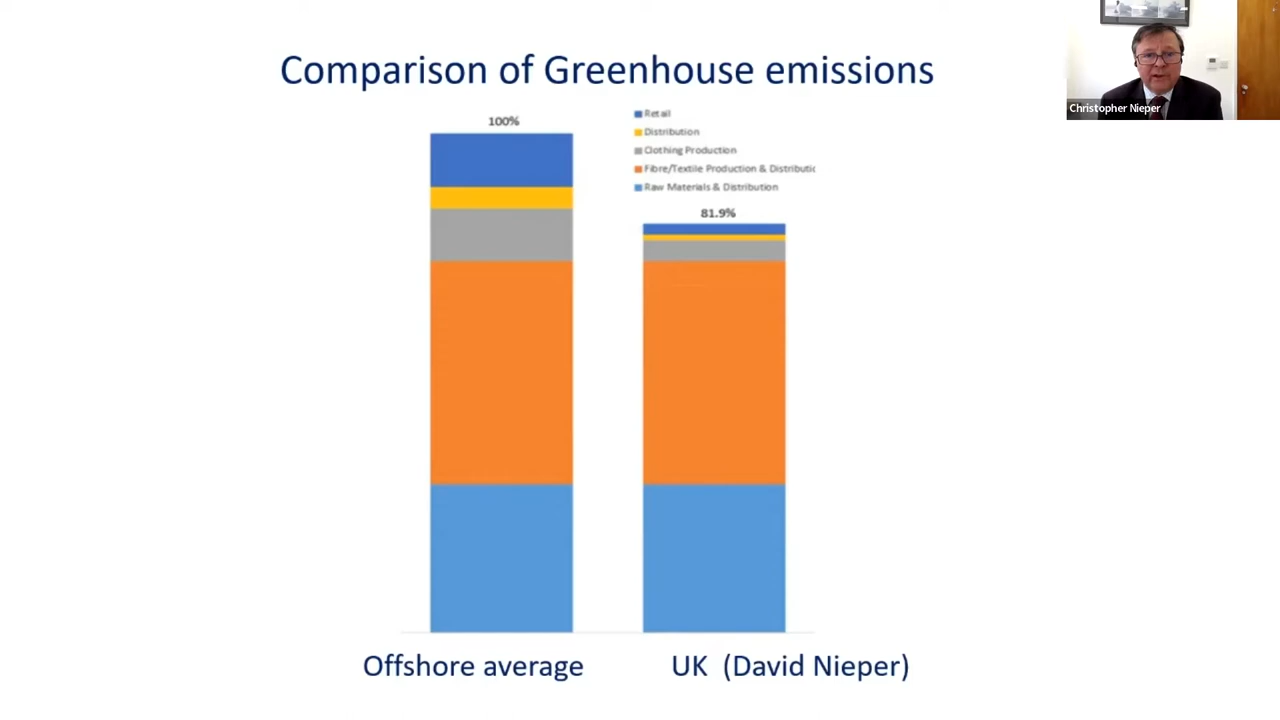 Comparison of Greenhouse emissions
Christopher Nieper
100%
Retail
Distribution
Clothing Production
Fibre/Textile Production & Distributic
Raw Materials & Distribution
81.9%
Offshore average
UK (David Nieper)